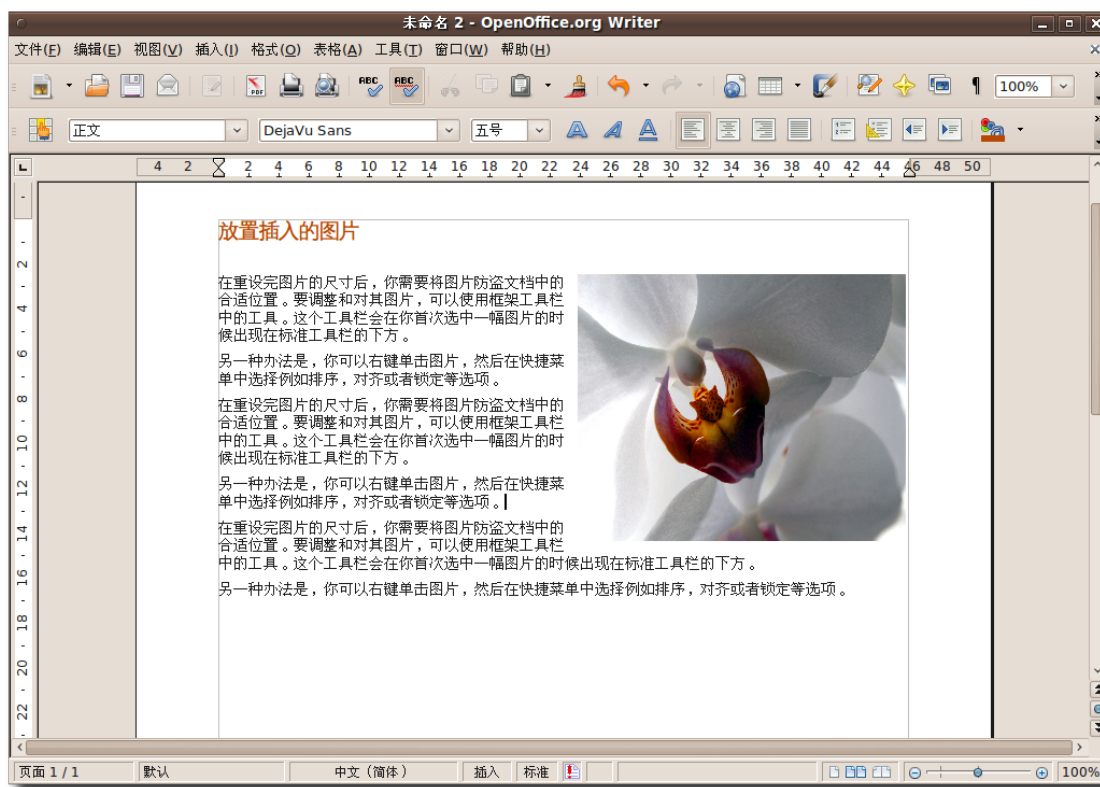 未命名 2 - OpenOffice.org Writer
文件(F) 编辑(E) 视图(V) 插入(I) 格式(O) 表格(A) 工具(T) 窗口(W) 帮助(H)
PDF ABC ABC 100%
正文 DejaVu Sans 五号
4 2 2 4 6 8 10 12 14 16 18 20 22 24 26 28 30 32 34 36 38 40 42 44 46 48 50
放置插入的图片
在重设完图片的尺寸后，你需要将图片防盗文档中的
合适位置。要调整和对其图片，可以使用框架工具栏
中的工具。这个工具栏会在你首次选中一幅图片的时
候出现在标准工具栏的下方。
另一种办法是，你可以右键单击图片，然后在快捷菜
单中选择例如排序，对齐或者锁定等选项。
在重设完图片的尺寸后，你需要将图片防盗文档中的
合适位置。要调整和对其图片，可以使用框架工具栏
中的工具。这个工具栏会在你首次选中一幅图片的时
候出现在标准工具栏的下方。
另一种办法是，你可以右键单击图片，然后在快捷菜
单中选择例如排序，对齐或者锁定等选项。
在重设完图片的尺寸后，你需要将图片防盗文档中的
合适位置。要调整和对其图片，可以使用框架工具栏
中的工具。这个工具栏会在你首次选中一幅图片的时候出现在标准工具栏的下方。
另一种办法是，你可以右键单击图片，然后在快捷菜单中选择例如排序，对齐或者锁定等选项。
2
4
6
8
10
12
14
16
18
20
22
页面 1 / 1 默认 中文（简体） 插入 标准 100%